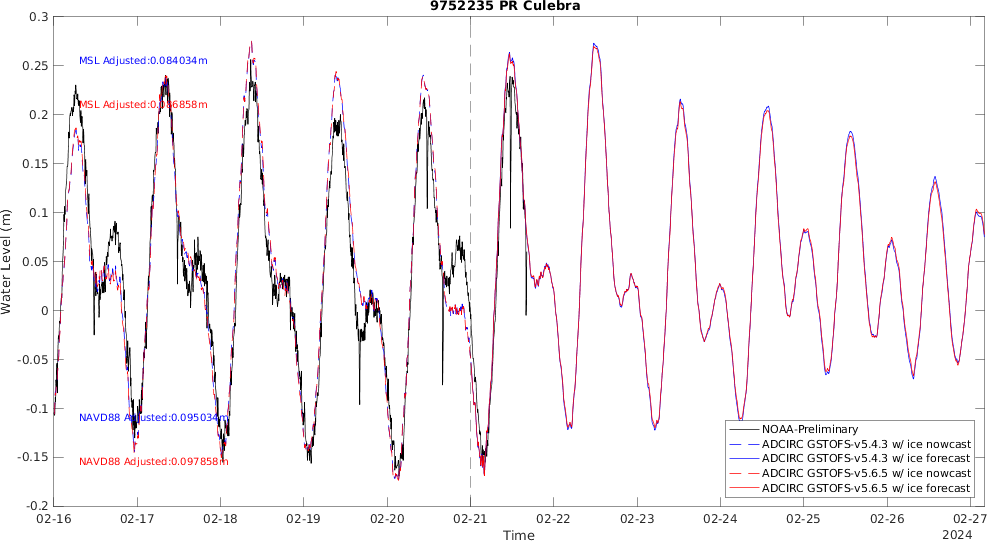 9752235 PR Culebra
0.3
0.25
0.2
0.15
0.1
0.05
0
-0.05
-0.1
-0.15
-0.2
Water Level (m)
MSL Adjusted:0.084034m
MSL Adjusted:0.086858m
NAVD88 Adjusted:0.095034m
NAVD88 Adjusted:0.097858m
NOAA-Preliminary
ADCIRC GSTOFS-v5.4.3 w/ ice nowcast
ADCIRC GSTOFS-v5.4.3 w/ ice forecast
ADCIRC GSTOFS-v5.6.5 w/ ice nowcast
ADCIRC GSTOFS-v5.6.5 w/ ice forecast
02-16 02-17 02-18 02-19 02-20 02-21 02-22 02-23 02-24 02-25 02-26 02-27
Time
2024